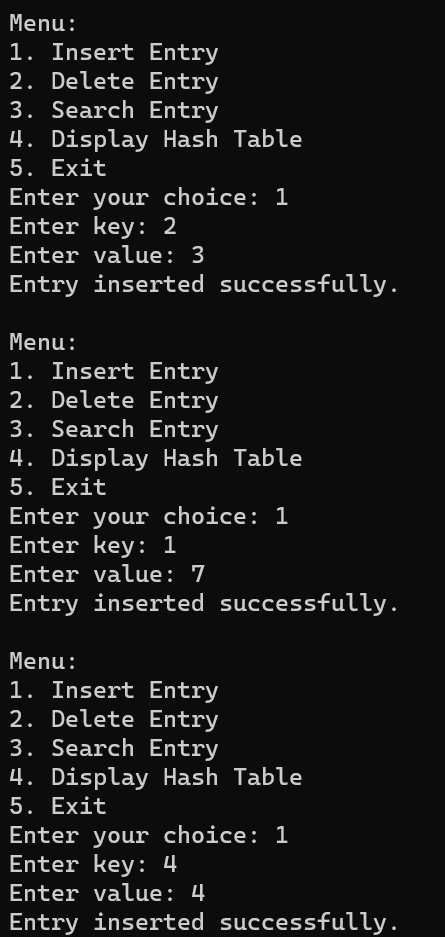 Menu:
1. Insert Entry
2. Delete Entry
3. Search Entry
4. Display Hash Table
5. Exit
Enter your choice: 1
Enter key: 2
Enter value: 3
Entry inserted successfully.

Menu:
1. Insert Entry
2. Delete Entry
3. Search Entry
4. Display Hash Table
5. Exit
Enter your choice: 1
Enter key: 1
Enter value: 7
Entry inserted successfully.

Menu:
1. Insert Entry
2. Delete Entry
3. Search Entry
4. Display Hash Table
5. Exit
Enter your choice: 1
Enter key: 4
Enter value: 4
Entry inserted successfully.